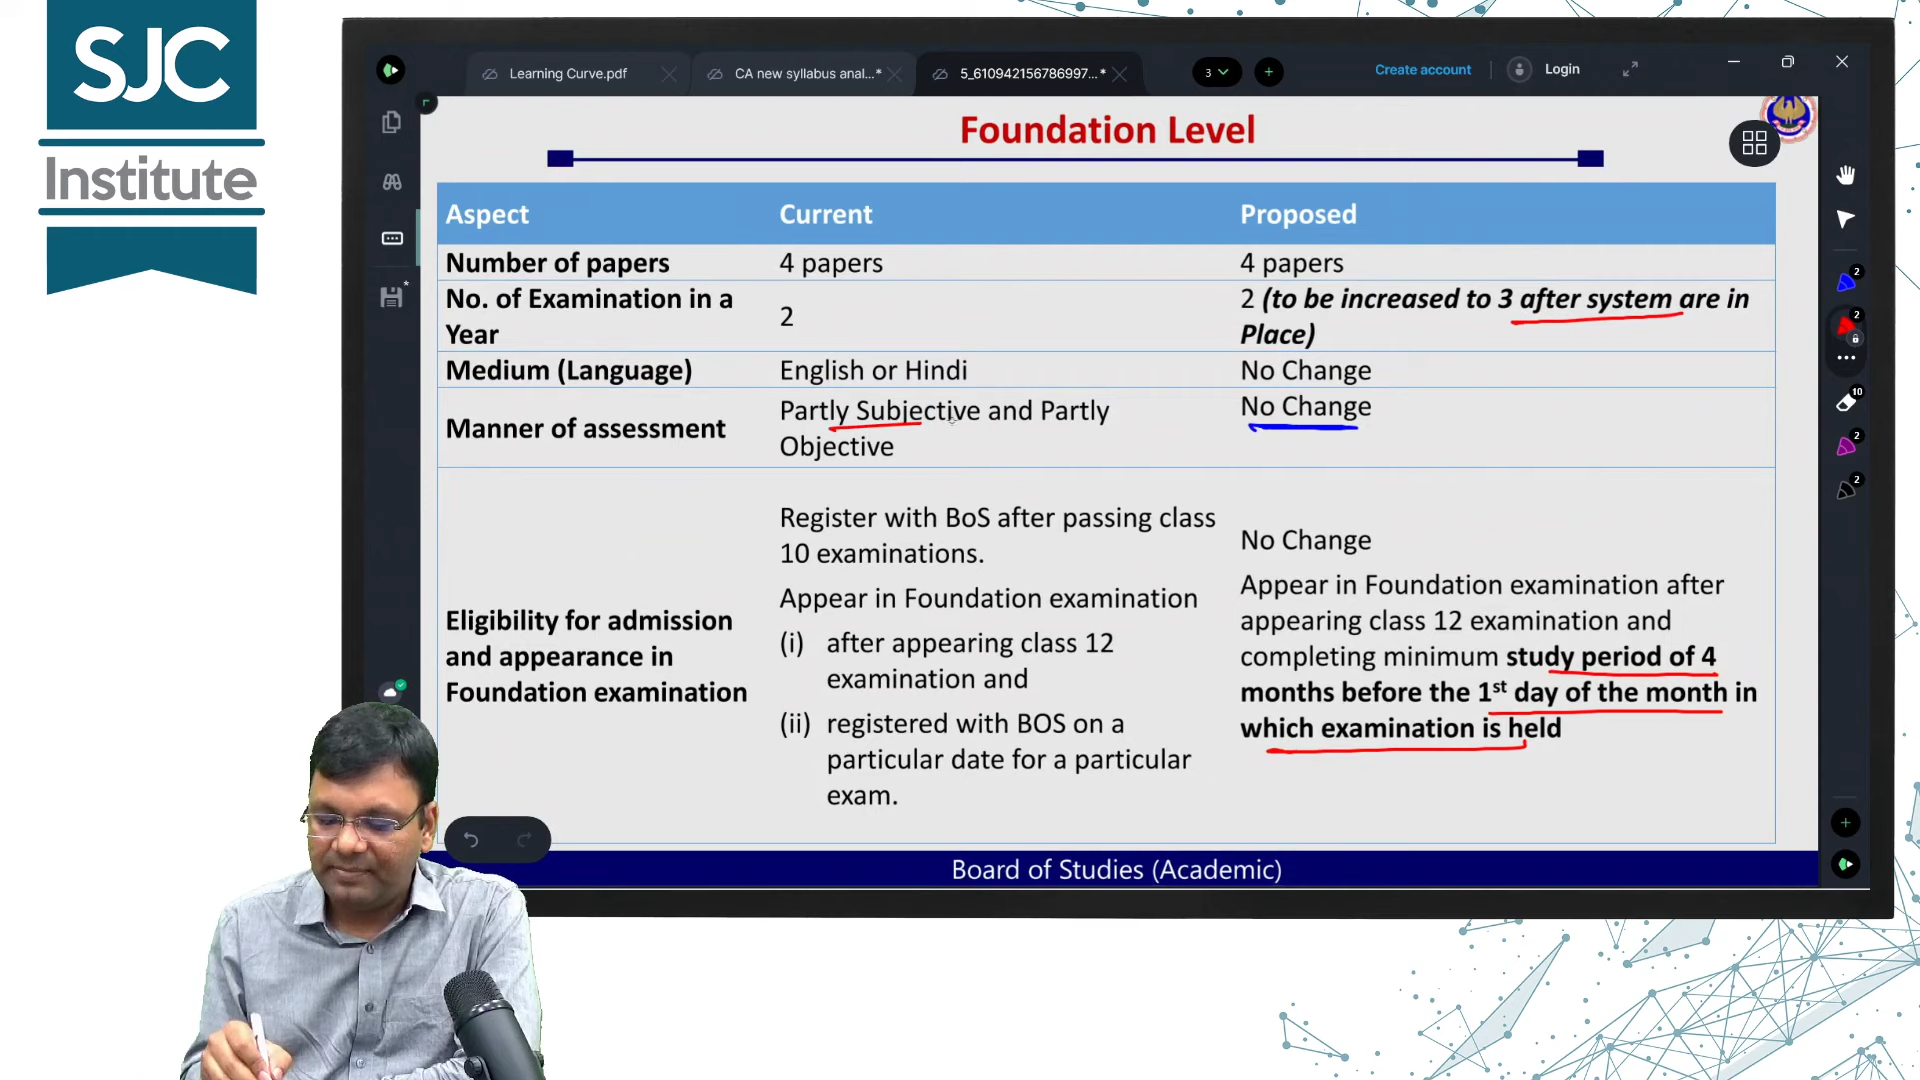 SJC
Institute
Learning Curve.pdf
CA new syllabus anal...*
5_610942156786997... *
3
Create account
Login
Foundation Level
Aspect
Current
Proposed
Number of papers
4 papers
4 papers
No. of Examination in a
Year
2
2 (to be increased to 3 after system are in
Place)
Medium (Language)
English or Hindi
No Change
Manner of assessment
Partly Subjective and Partly
Objective
No Change
Eligibility for admission
and appearance in
Foundation examination
Register with BoS after passing class
10 examinations.
Appear in Foundation examination
(i) after appearing class 12
examination and
(ii) registered with BOS on a
particular date for a particular
exam.
No Change
Appear in Foundation examination after
appearing class 12 examination and
completing minimum study period of 4
months before the 1st day of the month in
which examination is held
Board of Studies (Academic)
2
2
10
2
2